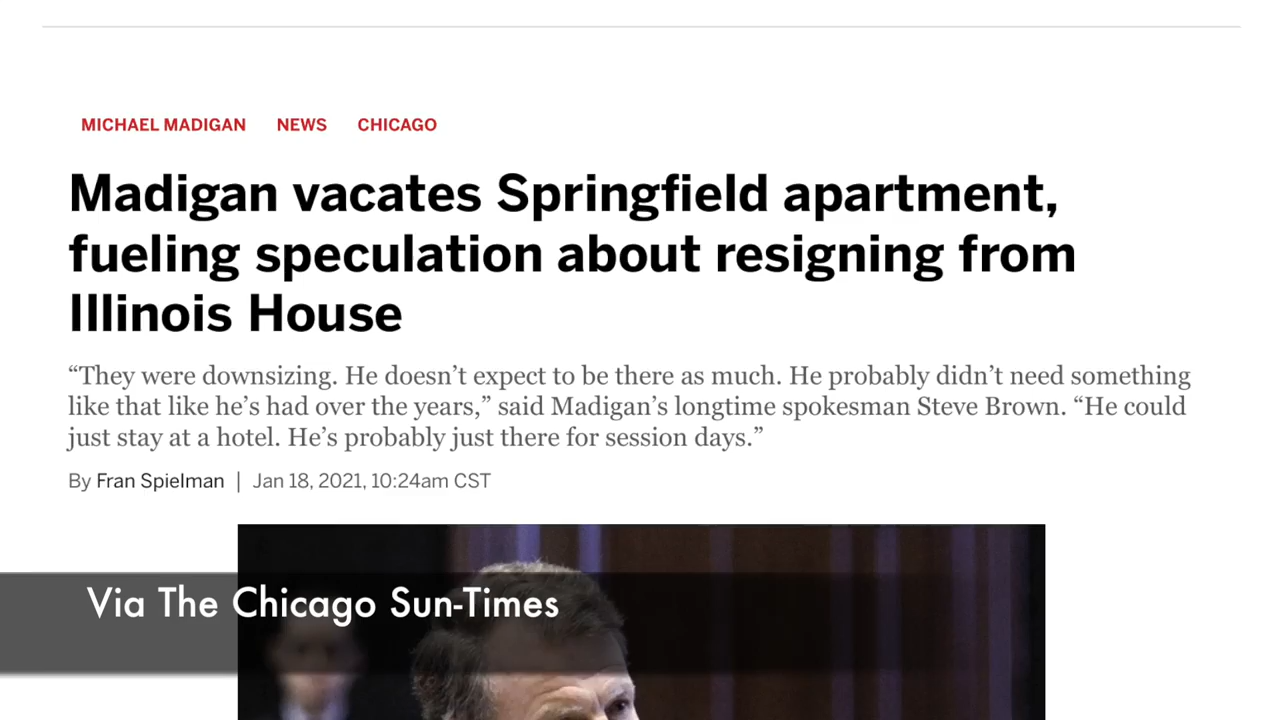 MICHAEL MADIGAN NEWS CHICAGO
Madigan vacates Springfield apartment,
fueling speculation about resigning from
Illinois House
“They were downsizing. He doesn’t expect to be there as much. He probably didn’t need something
like that like he’s had over the years,” said Madigan’s longtime spokesman Steve Brown. “He could
just stay at a hotel. He’s probably just there for session days.”
By Fran Spielman | Jan 18, 2021, 10:24am CST
Via The Chicago Sun-Times